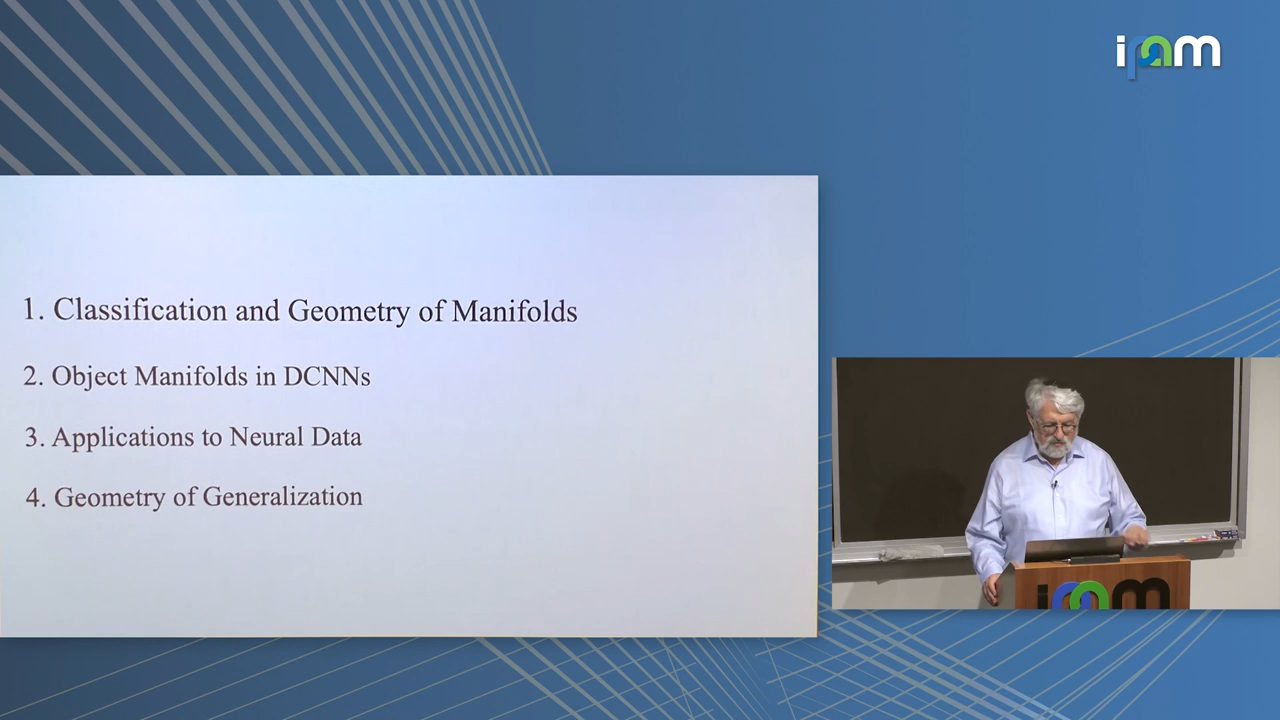 ipam
1. Classification and Geometry of Manifolds
2. Object Manifolds in DCNNs
3. Applications to Neural Data
4. Geometry of Generalization
ipam